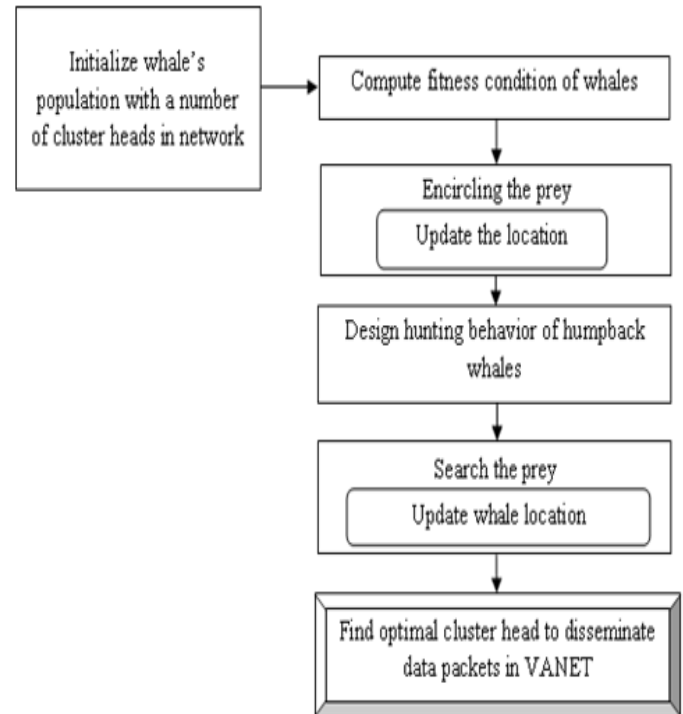 Initialize whale's
population with a number
of cluster heads in network
Compute fitness condition of whales
Encircling the prey
Update the location
Design hunting behavior of humpback
whales
Search the prey
Update whale location
Find optimal cluster head to disseminate
data packets in VANET